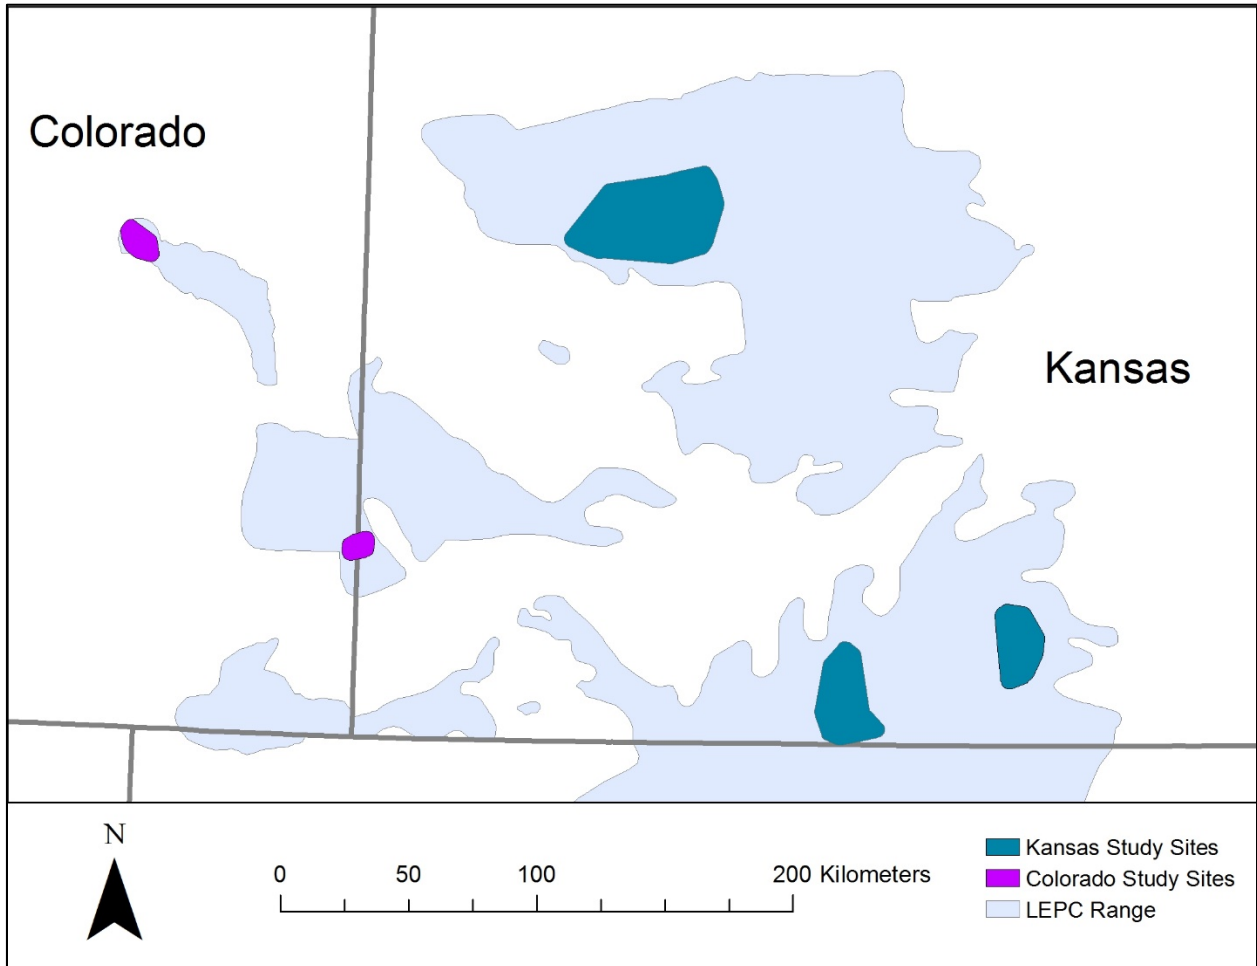 Colorado
Kansas
N
0 50 100 200 Kilometers
Kansas Study Sites
Colorado Study Sites
LEPC Range